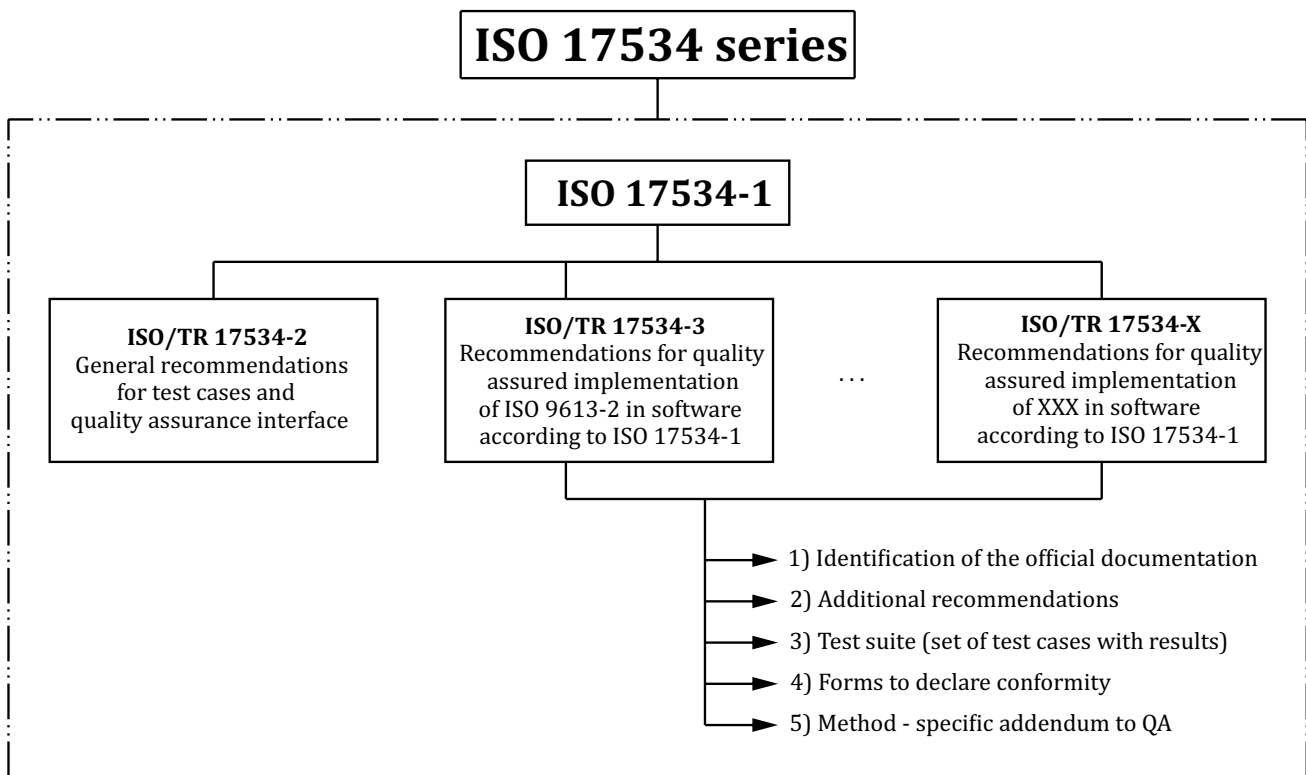 ISO 17534 series
ISO 17534-1
ISO/TR 17534-2
General recommendations
for test cases and
quality assurance interface
ISO/TR 17534-3
Recommendations for quality
assured implementation
of ISO 9613-2 in software
according to ISO 17534-1
. . .
ISO/TR 17534-X
Recommendations for quality
assured implementation
of XXX in software
according to ISO 17534-1
1) Identification of the official documentation
2) Additional recommendations
3) Test suite (set of test cases with results)
4) Forms to declare conformity
5) Method - specific addendum to QA